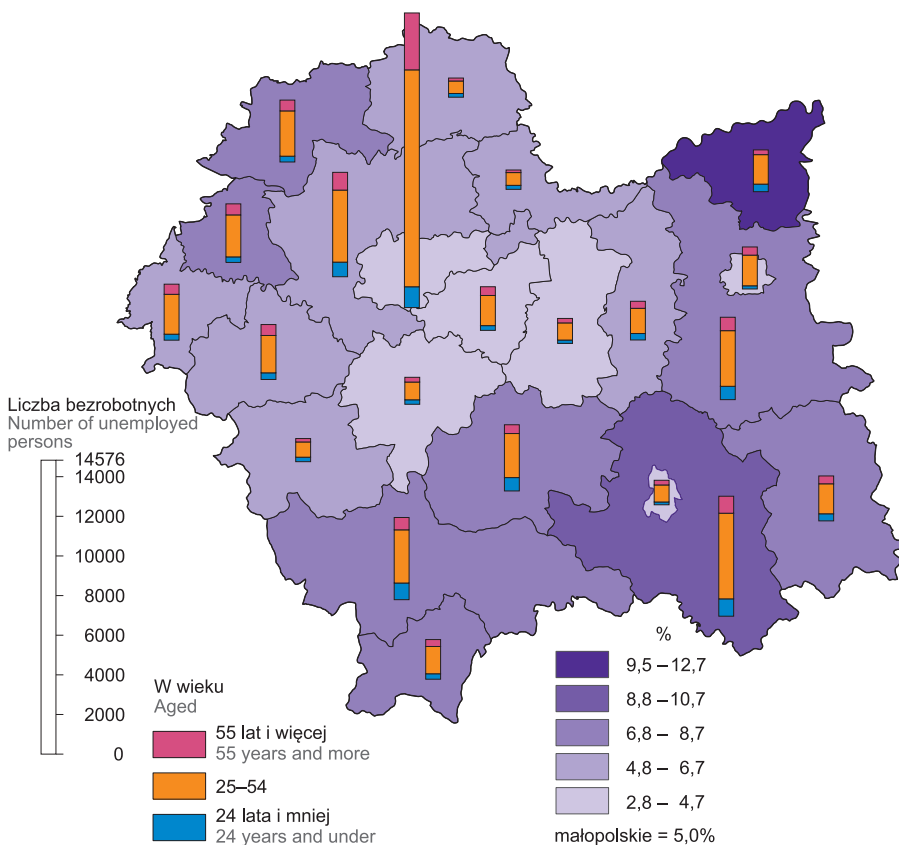 Liczba bezrobotnych
Number of unemployed
persons
14576
14000
12000
10000
8000
6000
4000
2000
0
W wieku
Aged
55 lat i więcej
55 years and more
25–54
24 lata i mniej
24 years and under
%
9,5 – 12,7
8,8 – 10,7
6,8 – 8,7
4,8 – 6,7
2,8 – 4,7
małopolskie = 5,0%